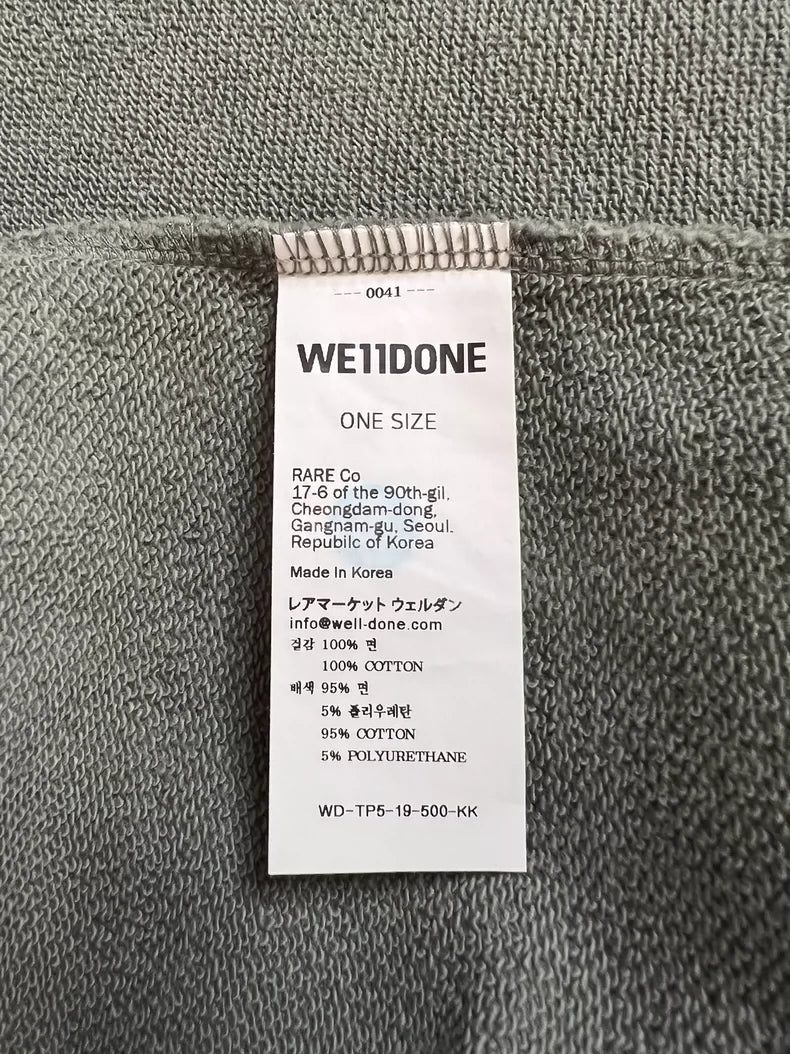 --- 0041 ---
WE11DONE
ONE SIZE
RARE Co
17-6 of the 90th-gil,
Cheongdam-dong,
Gangnam-gu, Seoul.
Repubilc of Korea
Made In Korea
レアマーケット ウェルダン
info@well-done.com
겉감 100% 면
100% COTTON
배색 95% 면
5% 폴리우레탄
95% COTTON
5% POLYURETHANE
WD-TP5-19-500-KK